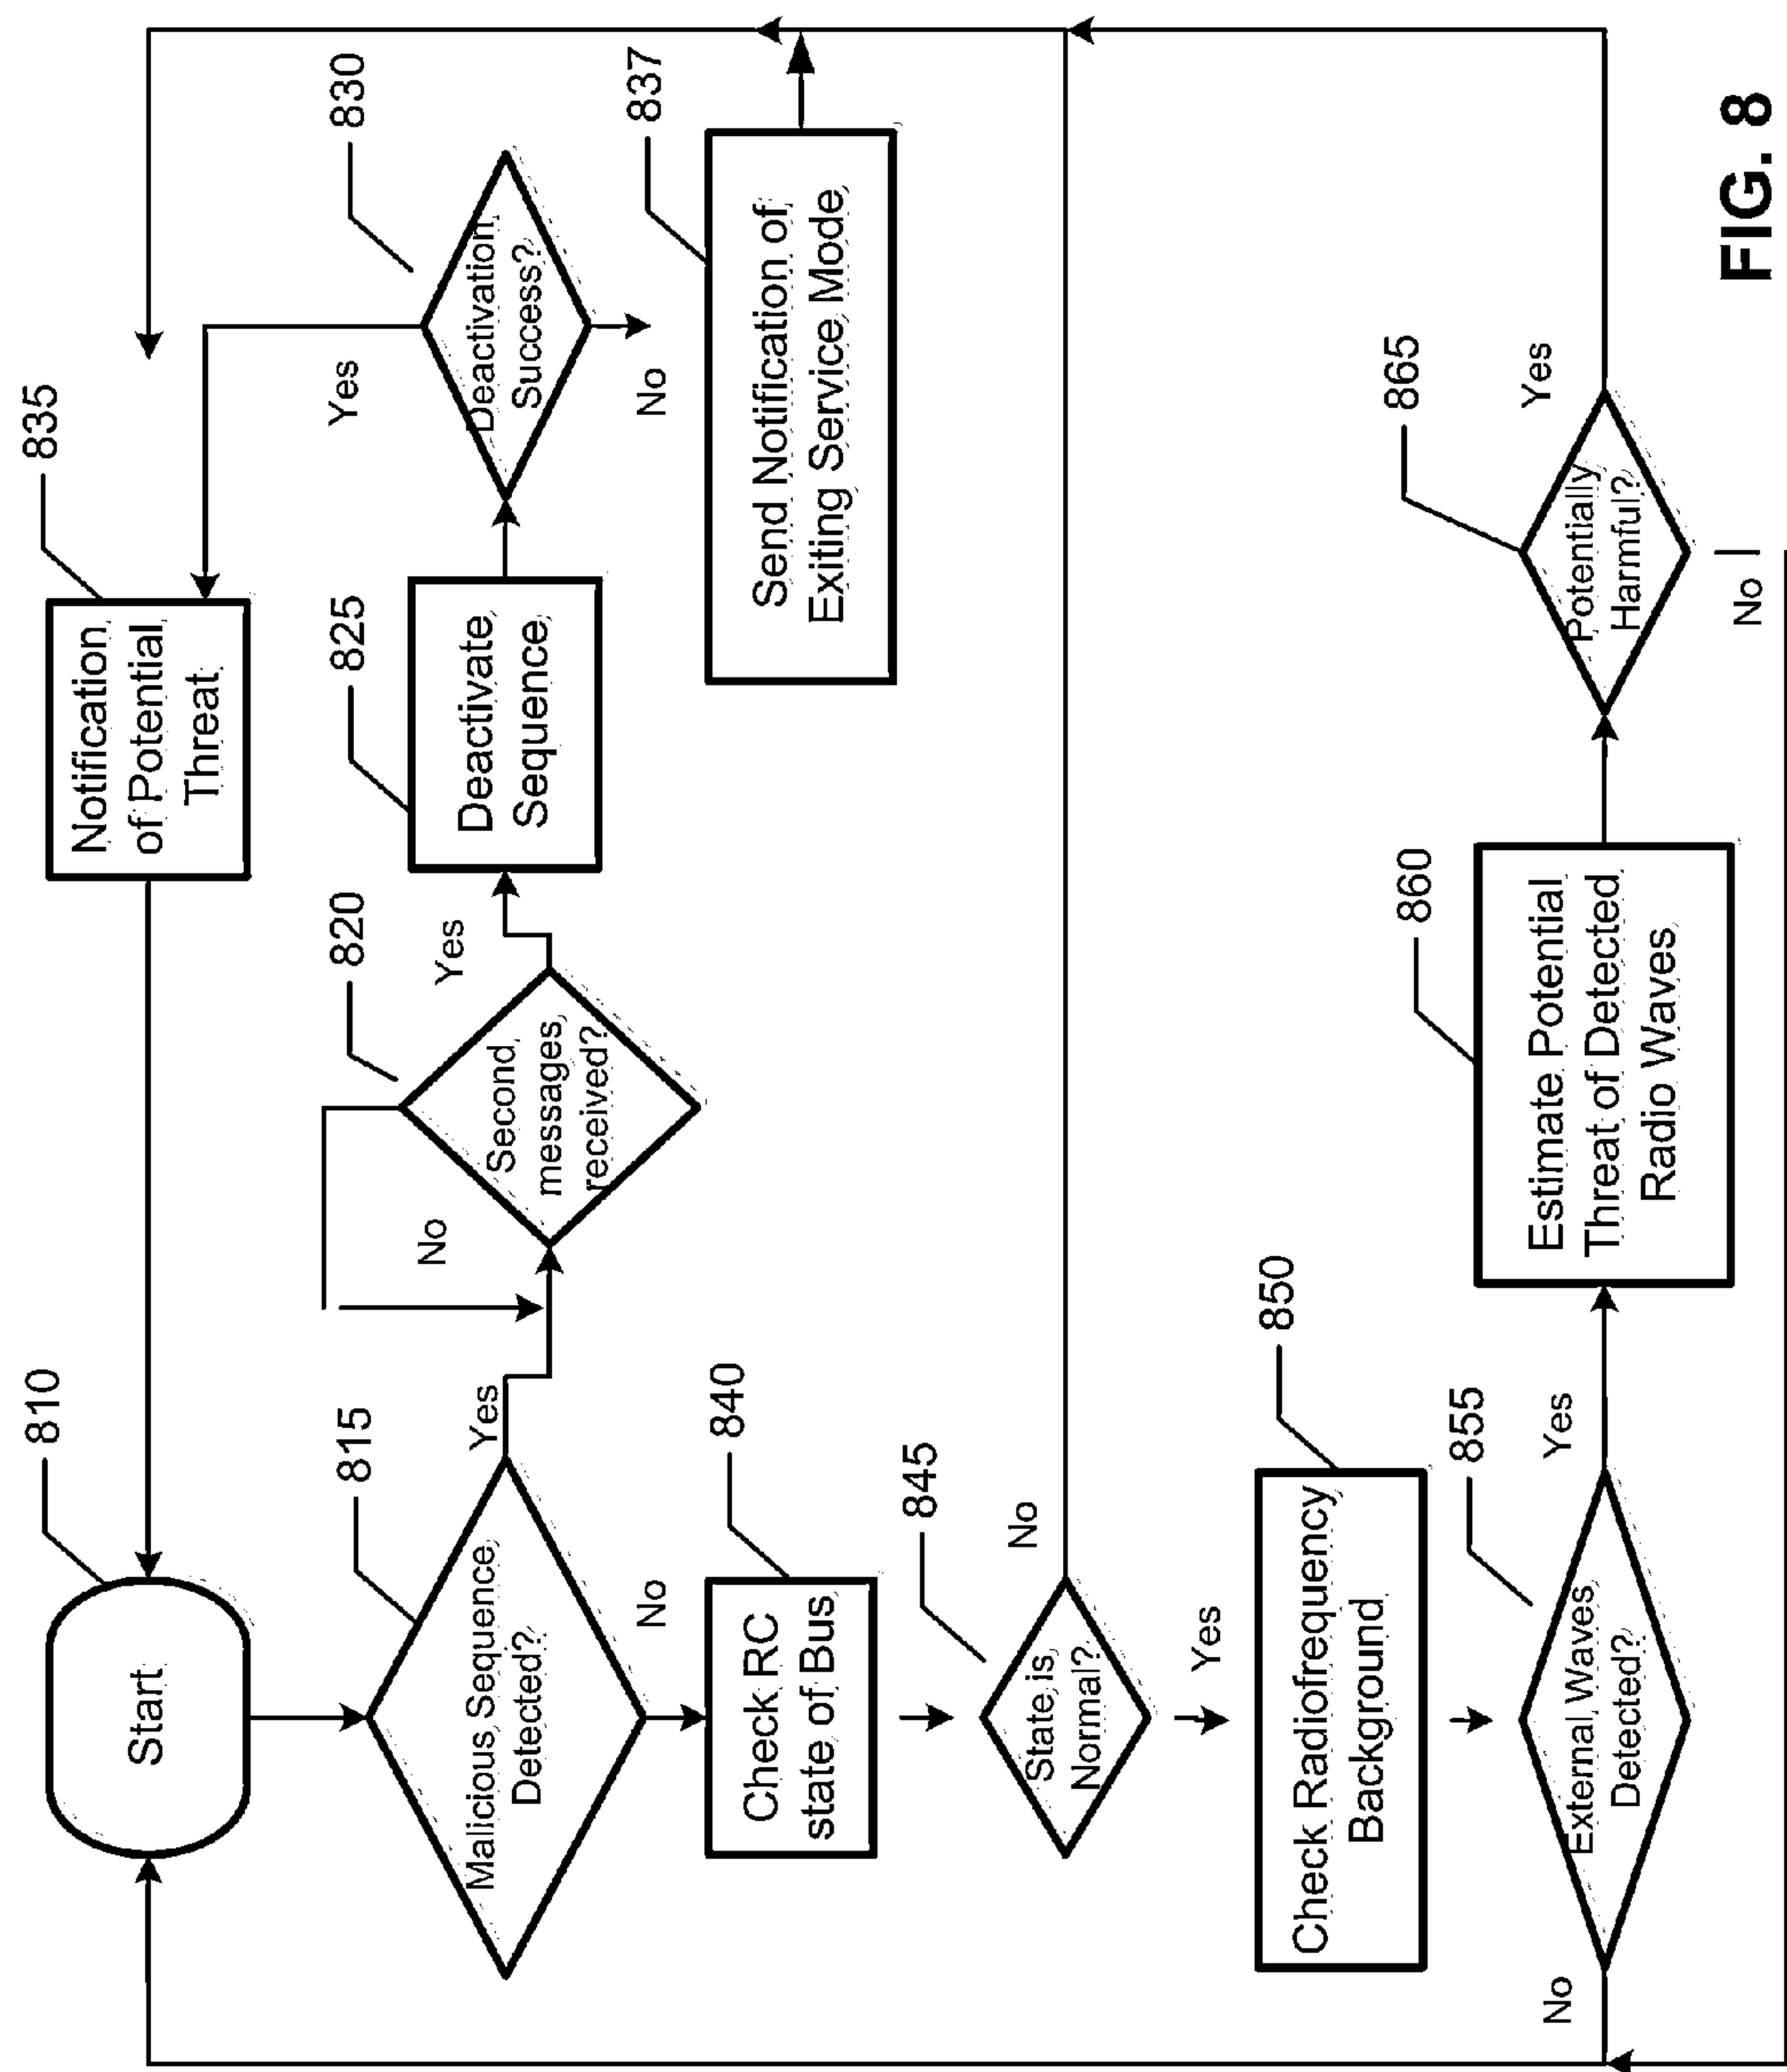 810
Start
835
Notification
of Potential
Threat
815
Malicious Sequence
Detected?
Yes
No
820
Second
messages
received?
No
Yes
825
Deactivate
Sequence
830
Deactivation
Success?
Yes
No
837
Send Notification of
Exiting Service Mode
840
Check RC
state of Bus
845
State is
Normal?
No
Yes
850
Check Radiofrequency
Background
855
External Waves
Detected?
No
Yes
860
Estimate Potential
Threat of Detected
Radio Waves
865
Potentially
Harmful?
Yes
No
FIG. 8